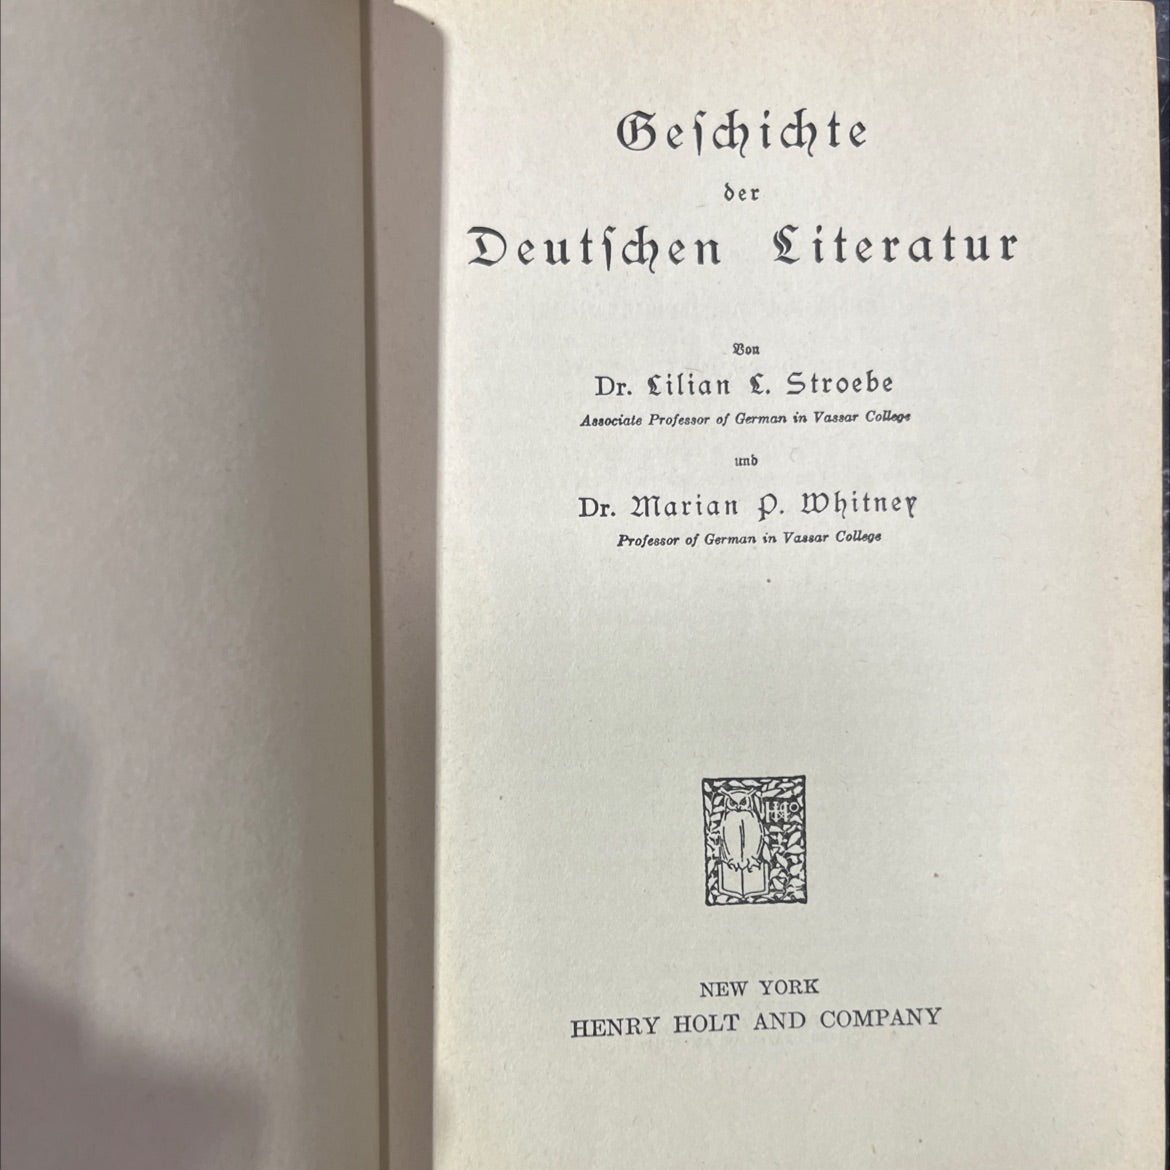 Geſchichte
der
Deutſchen Literatur
Von
Dr. Lilian L. Stroebe
Associate Professor of German in Vassar College
und
Dr. Marian P. Whitney
Professor of German in Vassar College
NEW YORK
HENRY HOLT AND COMPANY